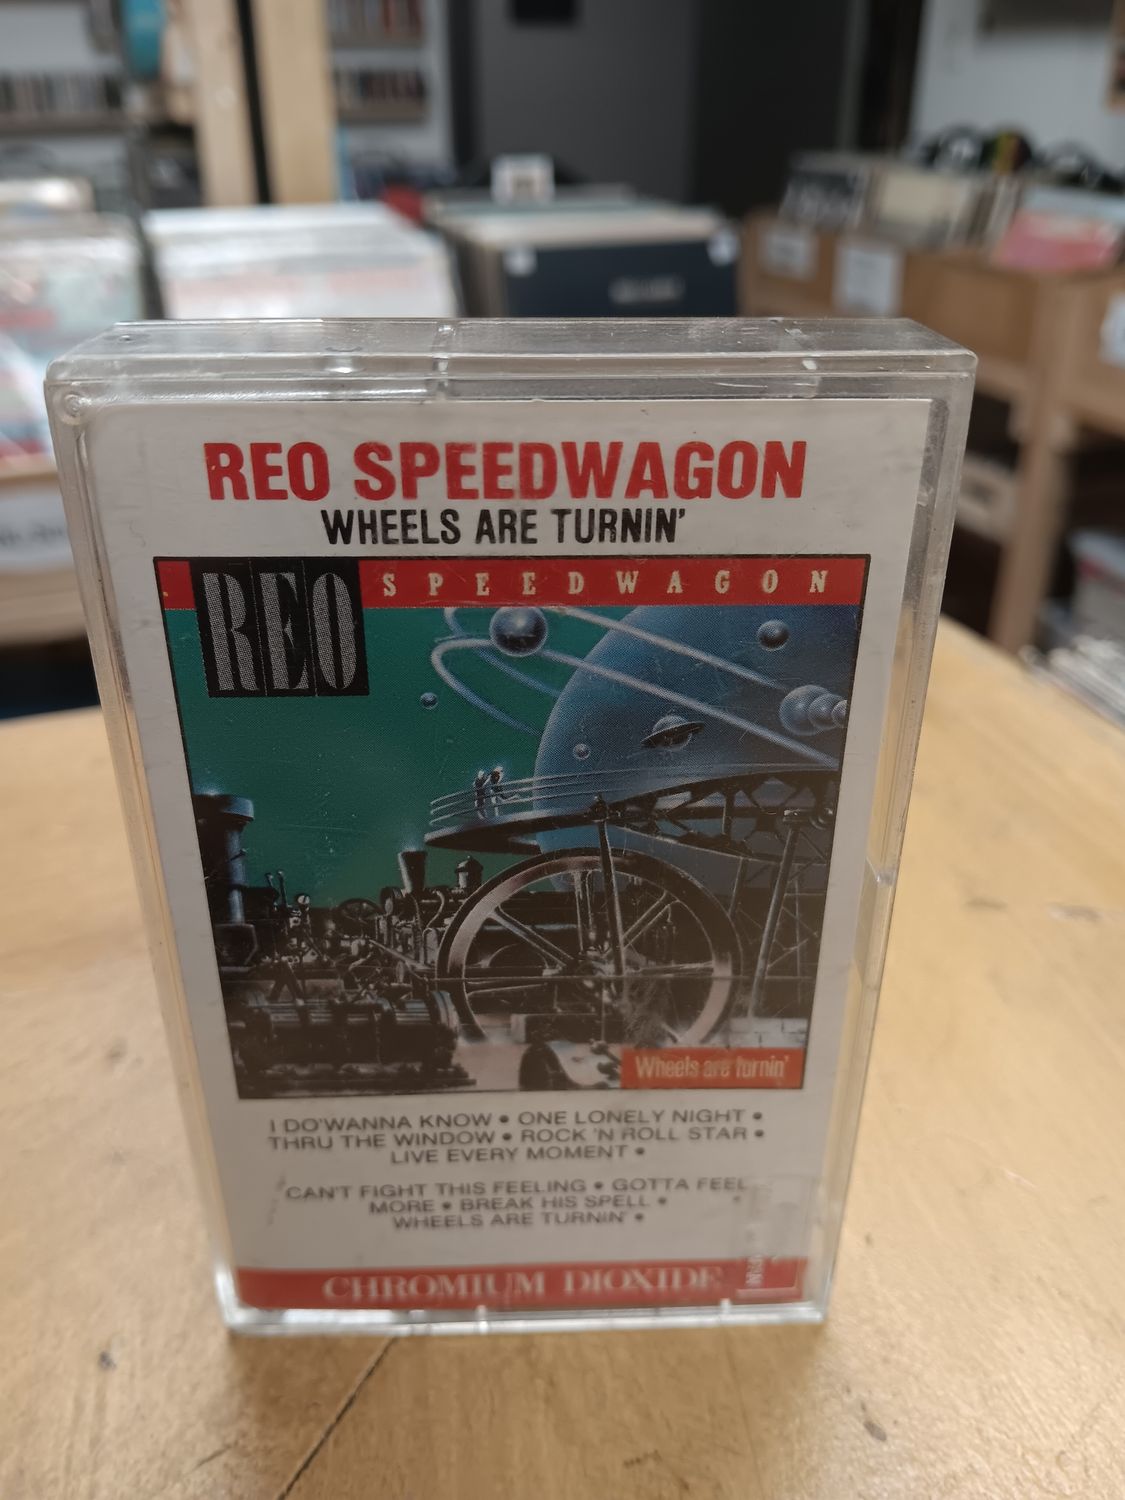 REO SPEEDWAGON
WHEELS ARE TURNIN'
REO SPEEDWAGON
Wheels are turnin'
I DO'WANNA KNOW • ONE LONELY NIGHT •
THRU THE WINDOW • ROCK 'N ROLL STAR •
LIVE EVERY MOMENT •
CAN'T FIGHT THIS FEELING • GOTTA FEEL
MORE • BREAK HIS SPELL •
WHEELS ARE TURNIN' •
CHROMIUM DIOXIDE